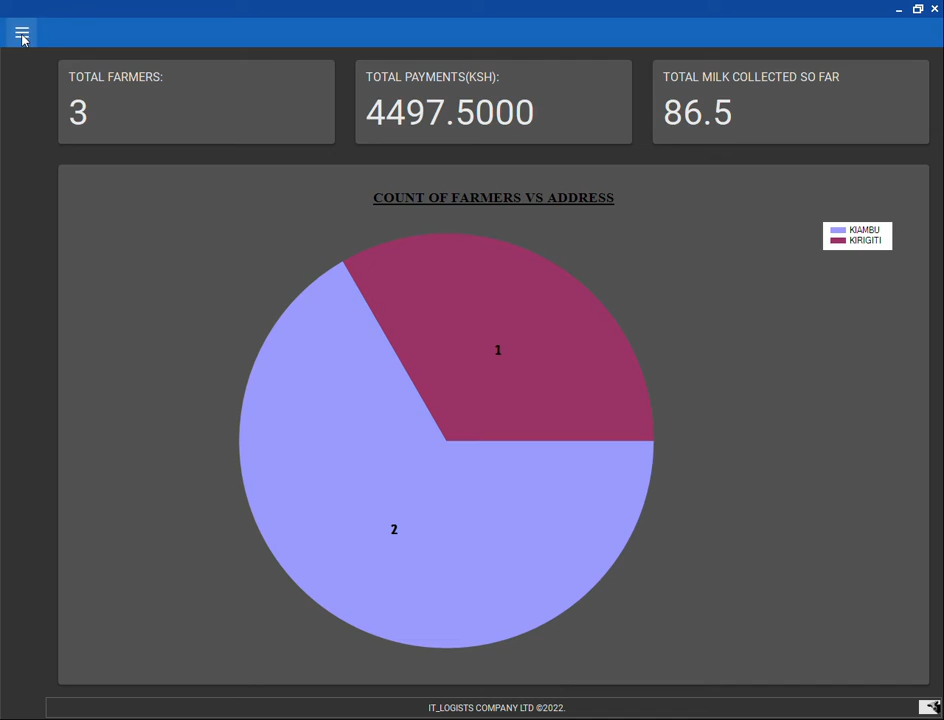 TOTAL FARMERS:
3
TOTAL PAYMENTS(KSH):
4497.5000
TOTAL MILK COLLECTED SO FAR
86.5
COUNT OF FARMERS VS ADDRESS
KIAMBU
KIRIGITI
1
2
IT_LOGISTS COMPANY LTD ©2022.